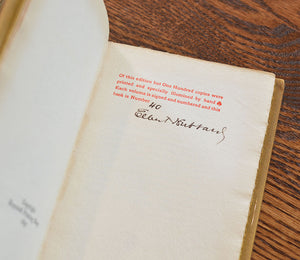 Of this edition but One Hundred copies were
printed and specially illumined by hand
Each volume is signed and numbered and this
book is Number
40
Elbert Hubbard